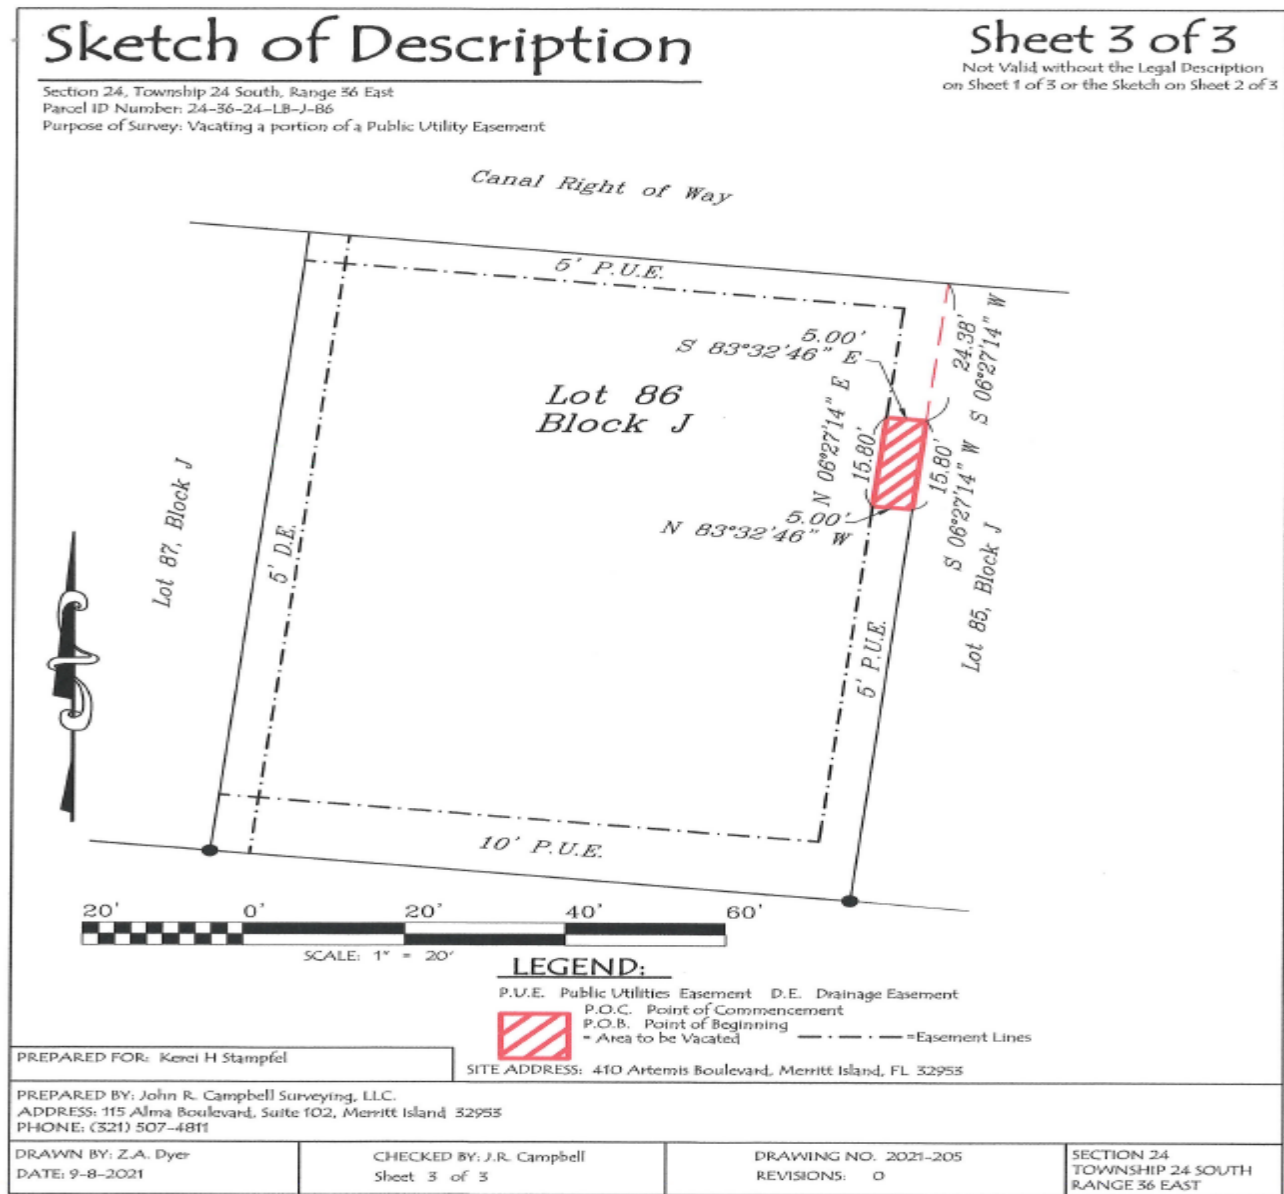 Sketch of Description
Sheet 3 of 3
Not Valid without the Legal Description
on Sheet 1 of 3 or the Sketch on Sheet 2 of 3
Section 24, Township 24 South, Range 36 East
Parcel ID Number: 24-36-24-LB-J-86
Purpose of Survey: Vacating a portion of a Public Utility Easement
Canal Right of Way
5' P.U.E.
5.00'
S 83°32'46" E
24.38'
S 06°27'14" W
Lot 86
Block J
N 06°27'14" E
15.80'
15.80'
S 06°27'14" W
5.00'
N 83°32'46" W
Lot 87, Block J
5' D.E.
Lot 85, Block J
5' P.U.E.
10' P.U.E.
20' 0' 20' 40' 60'
SCALE: 1" = 20'
LEGEND:
P.U.E. Public Utilities Easement D.E. Drainage Easement
P.O.C. Point of Commencement
P.O.B. Point of Beginning
= Area to be Vacated =Easement Lines
PREPARED FOR: Kerei H Stampfel
SITE ADDRESS: 410 Artemis Boulevard, Merritt Island, FL 32953
PREPARED BY: John R. Campbell Surveying, LLC.
ADDRESS: 115 Alma Boulevard, Suite 102, Merritt Island 32953
PHONE: (321) 507-4811
DRAWN BY: Z.A. Dyer
DATE: 9-8-2021
CHECKED BY: J.R. Campbell
Sheet 3 of 3
DRAWING NO. 2021-205
REVISIONS: 0
SECTION 24
TOWNSHIP 24 SOUTH
RANGE 36 EAST